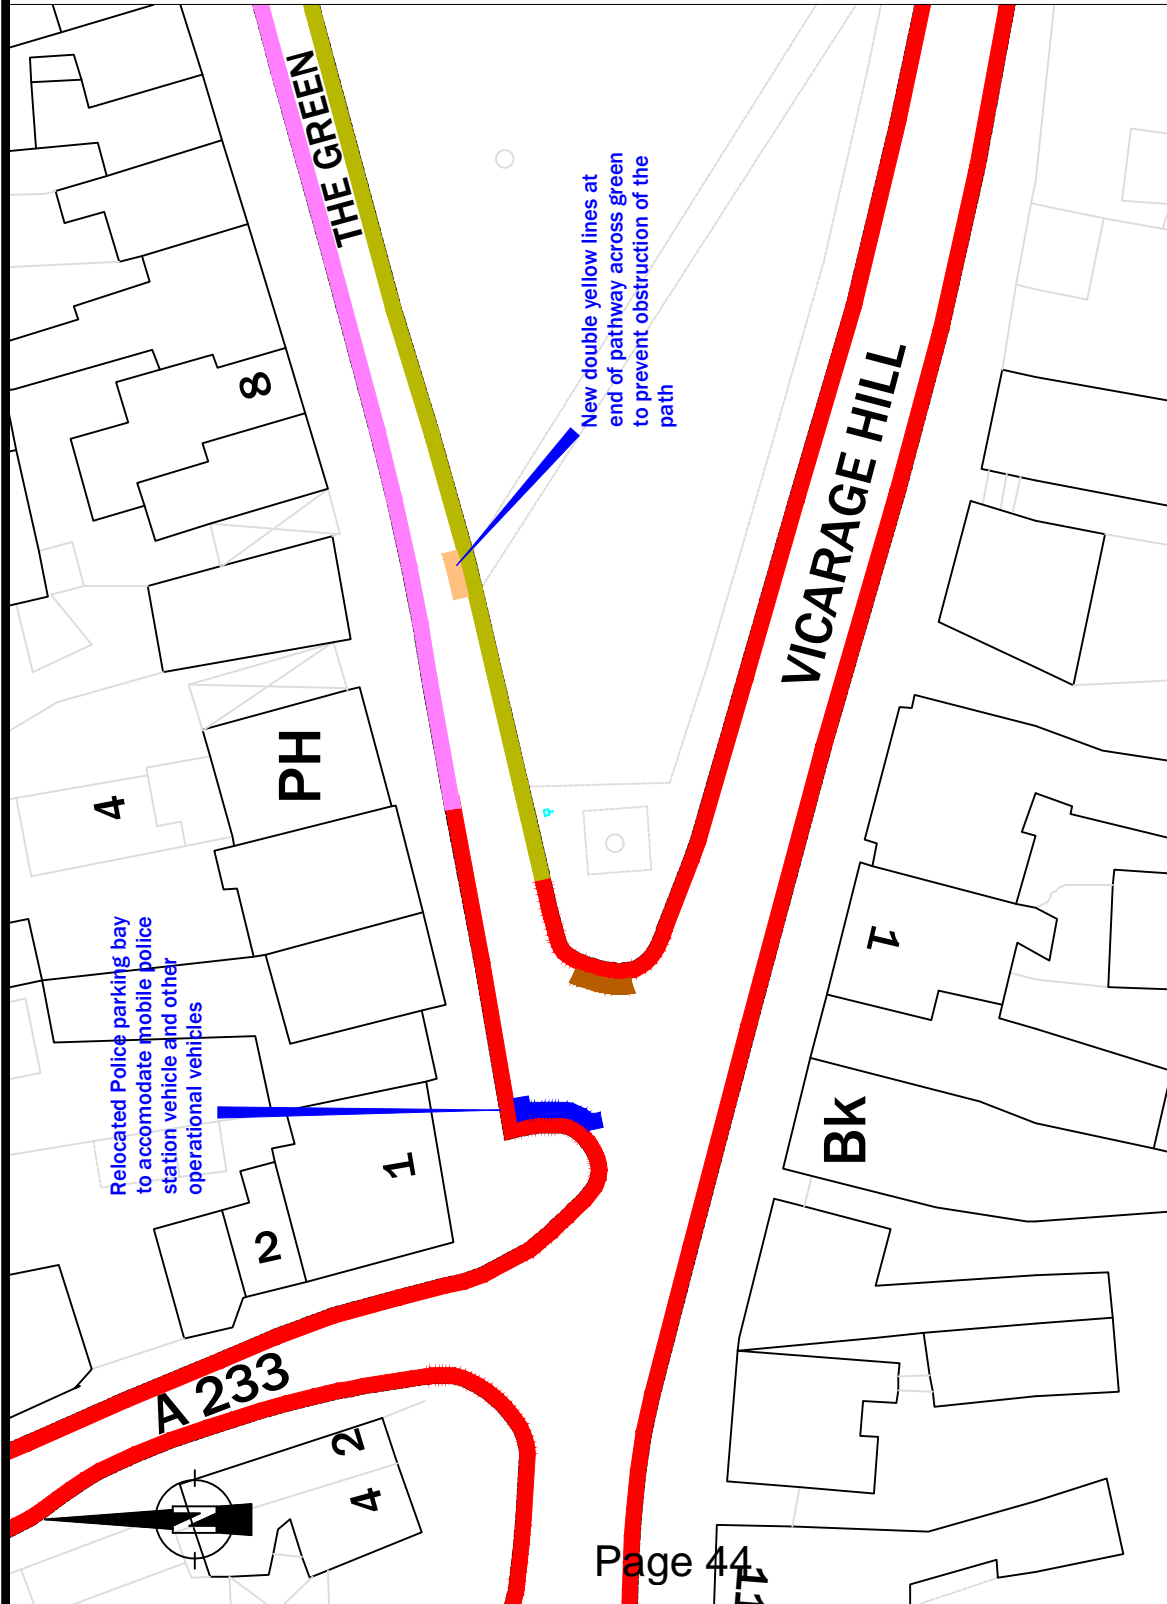 THE GREEN
New double yellow lines at
end of pathway across green
to prevent obstruction of the
path
8
VICARAGE HILL
PH
4
Relocated Police parking bay
to accomodate mobile police
station vehicle and other
operational vehicles
1
1
2
Bk
A 233
2
4
N
11
Page 44